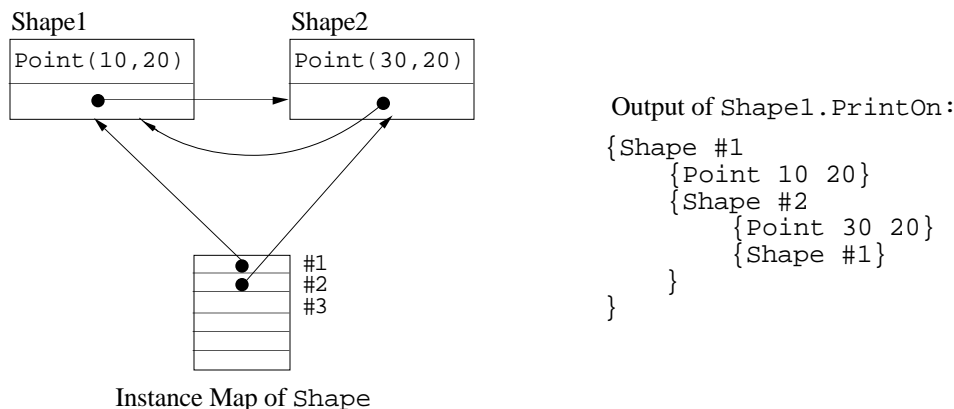 Shape1
Shape2
Point(10,20)
Point(30,20)
#1
#2
#3
Instance Map of Shape
Output of Shape1.PrintOn:
{Shape #1
    {Point 10 20}
    {Shape #2
        {Point 30 20}
        {Shape #1}
    }
}